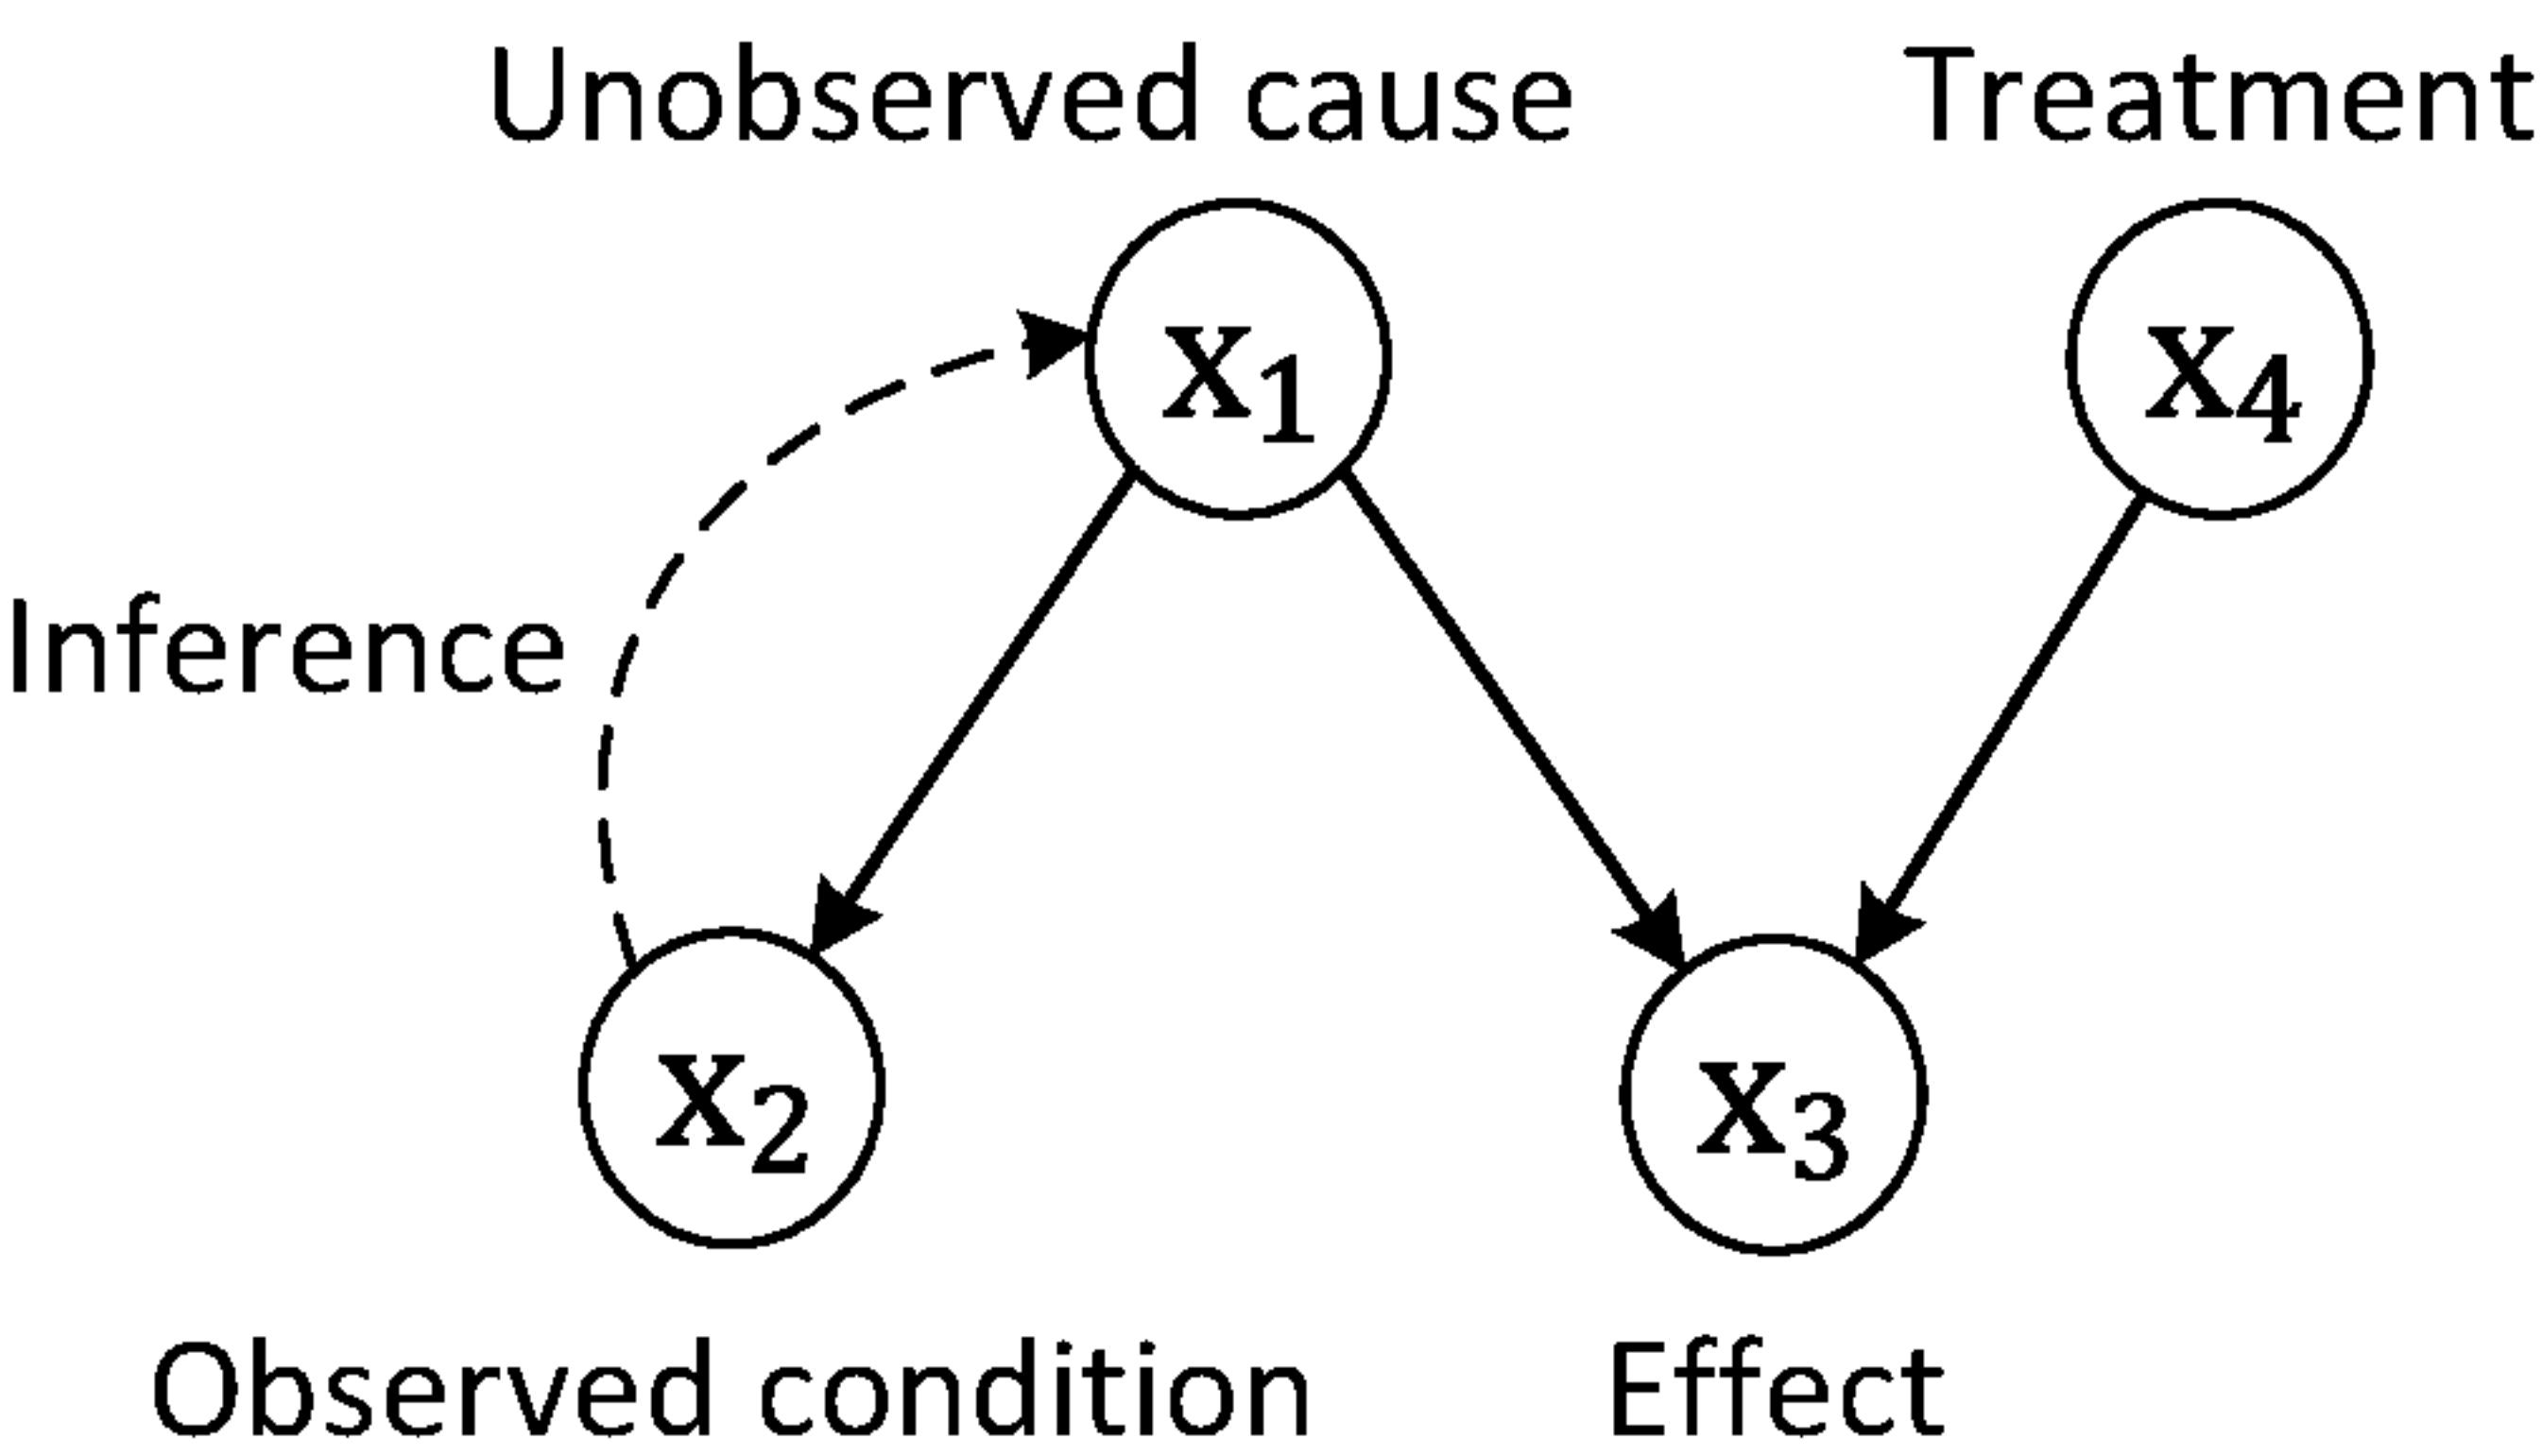 Unobserved cause
Treatment
x₁
x₄
Inference
x₂
x₃
Observed condition
Effect